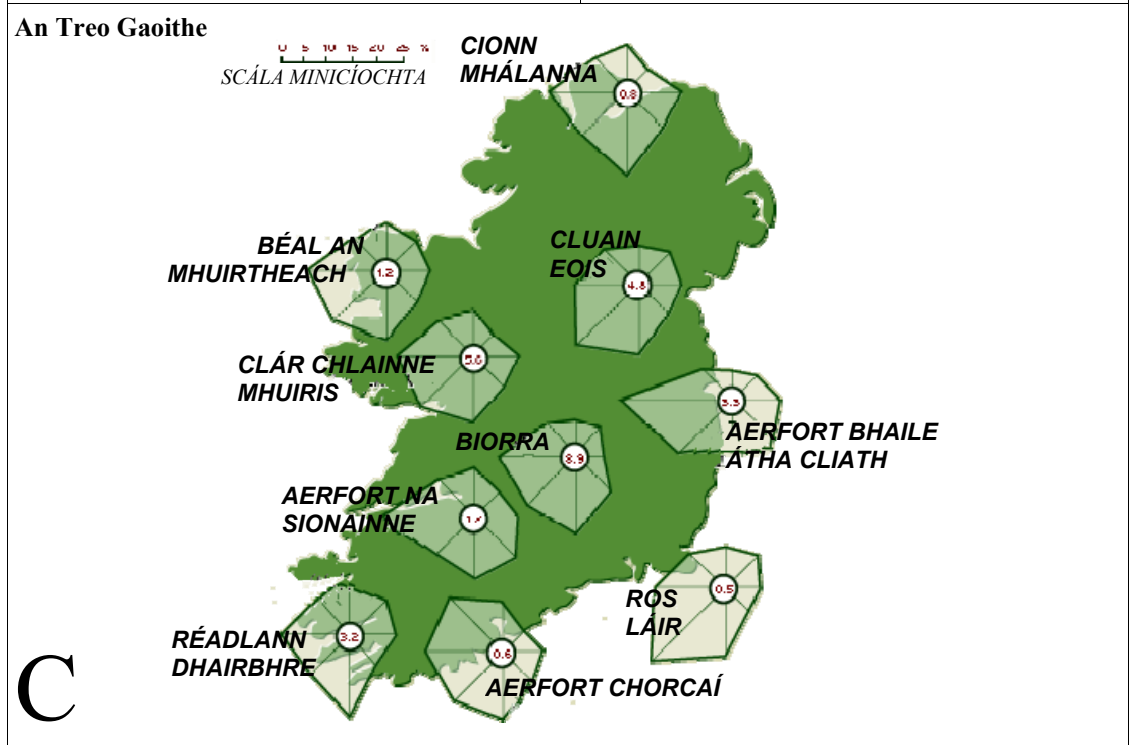 An Treo Gaoithe
0 5 10 15 20 25 %
SCÁLA MINICÍOCHTA
CIONN
MHÁLANNA
0.8
BÉAL AN
MHUIRTHEACH
1.2
CLUAIN
EOIS
4.8
CLÁR CHLAINNE
MHUIRIS
5.6
3.3
AERFORT BHAILE
ÁTHA CLIATH
BIORRA
8.9
AERFORT NA
SIONAINNE
ROS
LÁIR
0.5
RÉADLANN
DHAIRBHRE
3.2
0.6
AERFORT CHORCAÍ
C